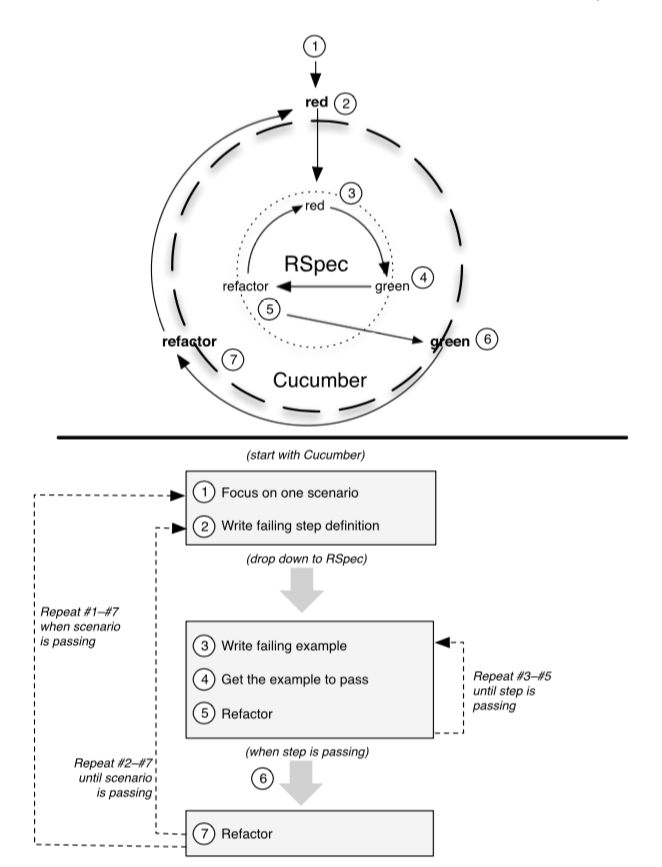 1
red 2
3
red
RSpec
refactor green 4
5
refactor green 6
7
Cucumber
(start with Cucumber)
1 Focus on one scenario
2 Write failing step definition
(drop down to RSpec)
Repeat #1–#7
when scenario
is passing
3 Write failing example
4 Get the example to pass
5 Refactor
Repeat #3–#5
until step is
passing
(when step is passing)
6
Repeat #2–#7
until scenario
is passing
7 Refactor